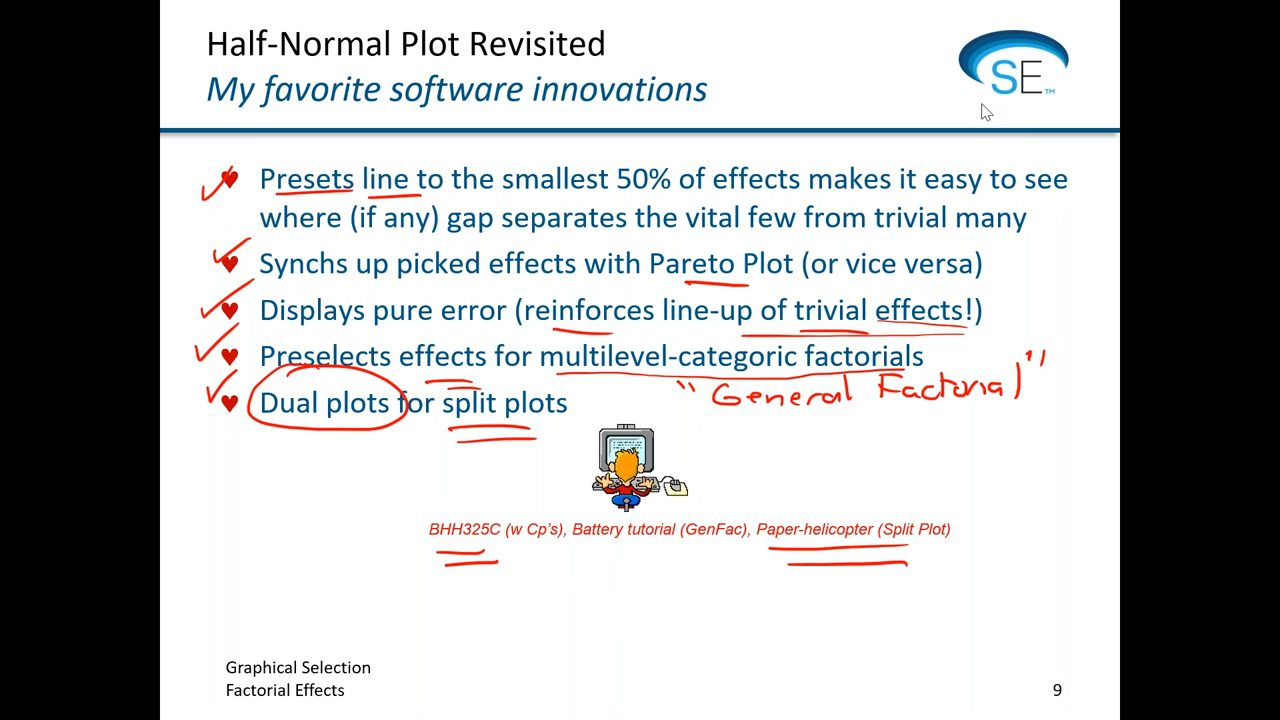 Half-Normal Plot Revisited
My favorite software innovations
SE™
Presets line to the smallest 50% of effects makes it easy to see
where (if any) gap separates the vital few from trivial many
Synchs up picked effects with Pareto Plot (or vice versa)
Displays pure error (reinforces line-up of trivial effects!)
Preselects effects for multilevel-categoric factorials
"General Factorial"
Dual plots for split plots
BHH325C (w Cp's), Battery tutorial (GenFac), Paper-helicopter (Split Plot)
Graphical Selection
Factorial Effects
9